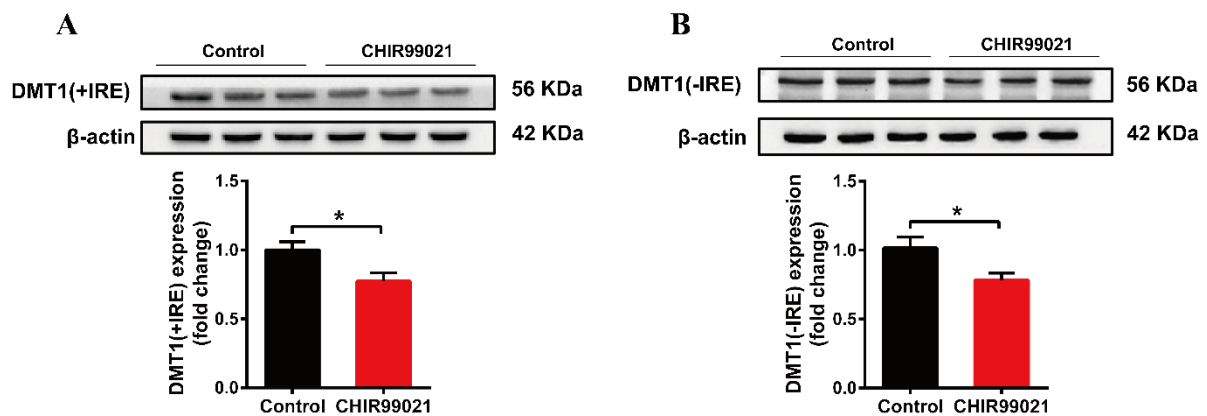 A
Control CHIR99021
DMT1(+IRE) 56 KDa
β-actin 42 KDa
DMT1(+IRE) expression
(fold change)
1.5
1.0
0.5
0.0
*
Control CHIR99021
B
Control CHIR99021
DMT1(-IRE) 56 KDa
β-actin 42 KDa
DMT1(-IRE) expression
(fold change)
1.5
1.0
0.5
0.0
*
Control CHIR99021